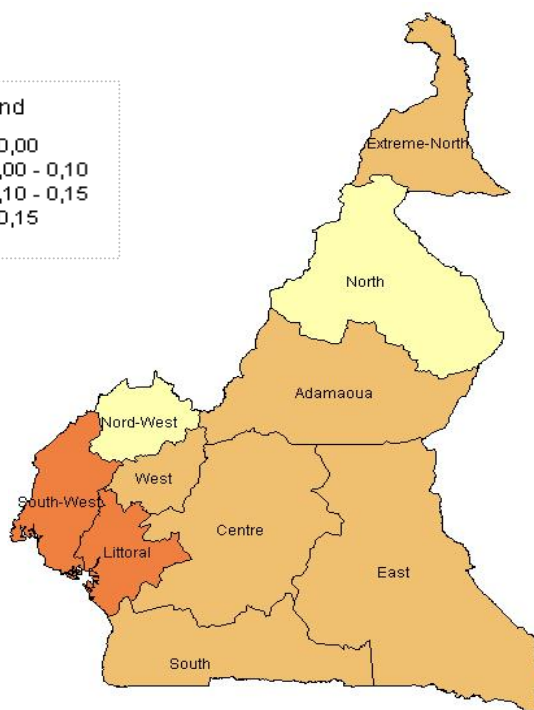 nd
0,00
,00 - 0,10
,10 - 0,15
0,15
Extreme-North
North
Adamaoua
Nord-West
West
South-West
Centre
Littoral
East
South